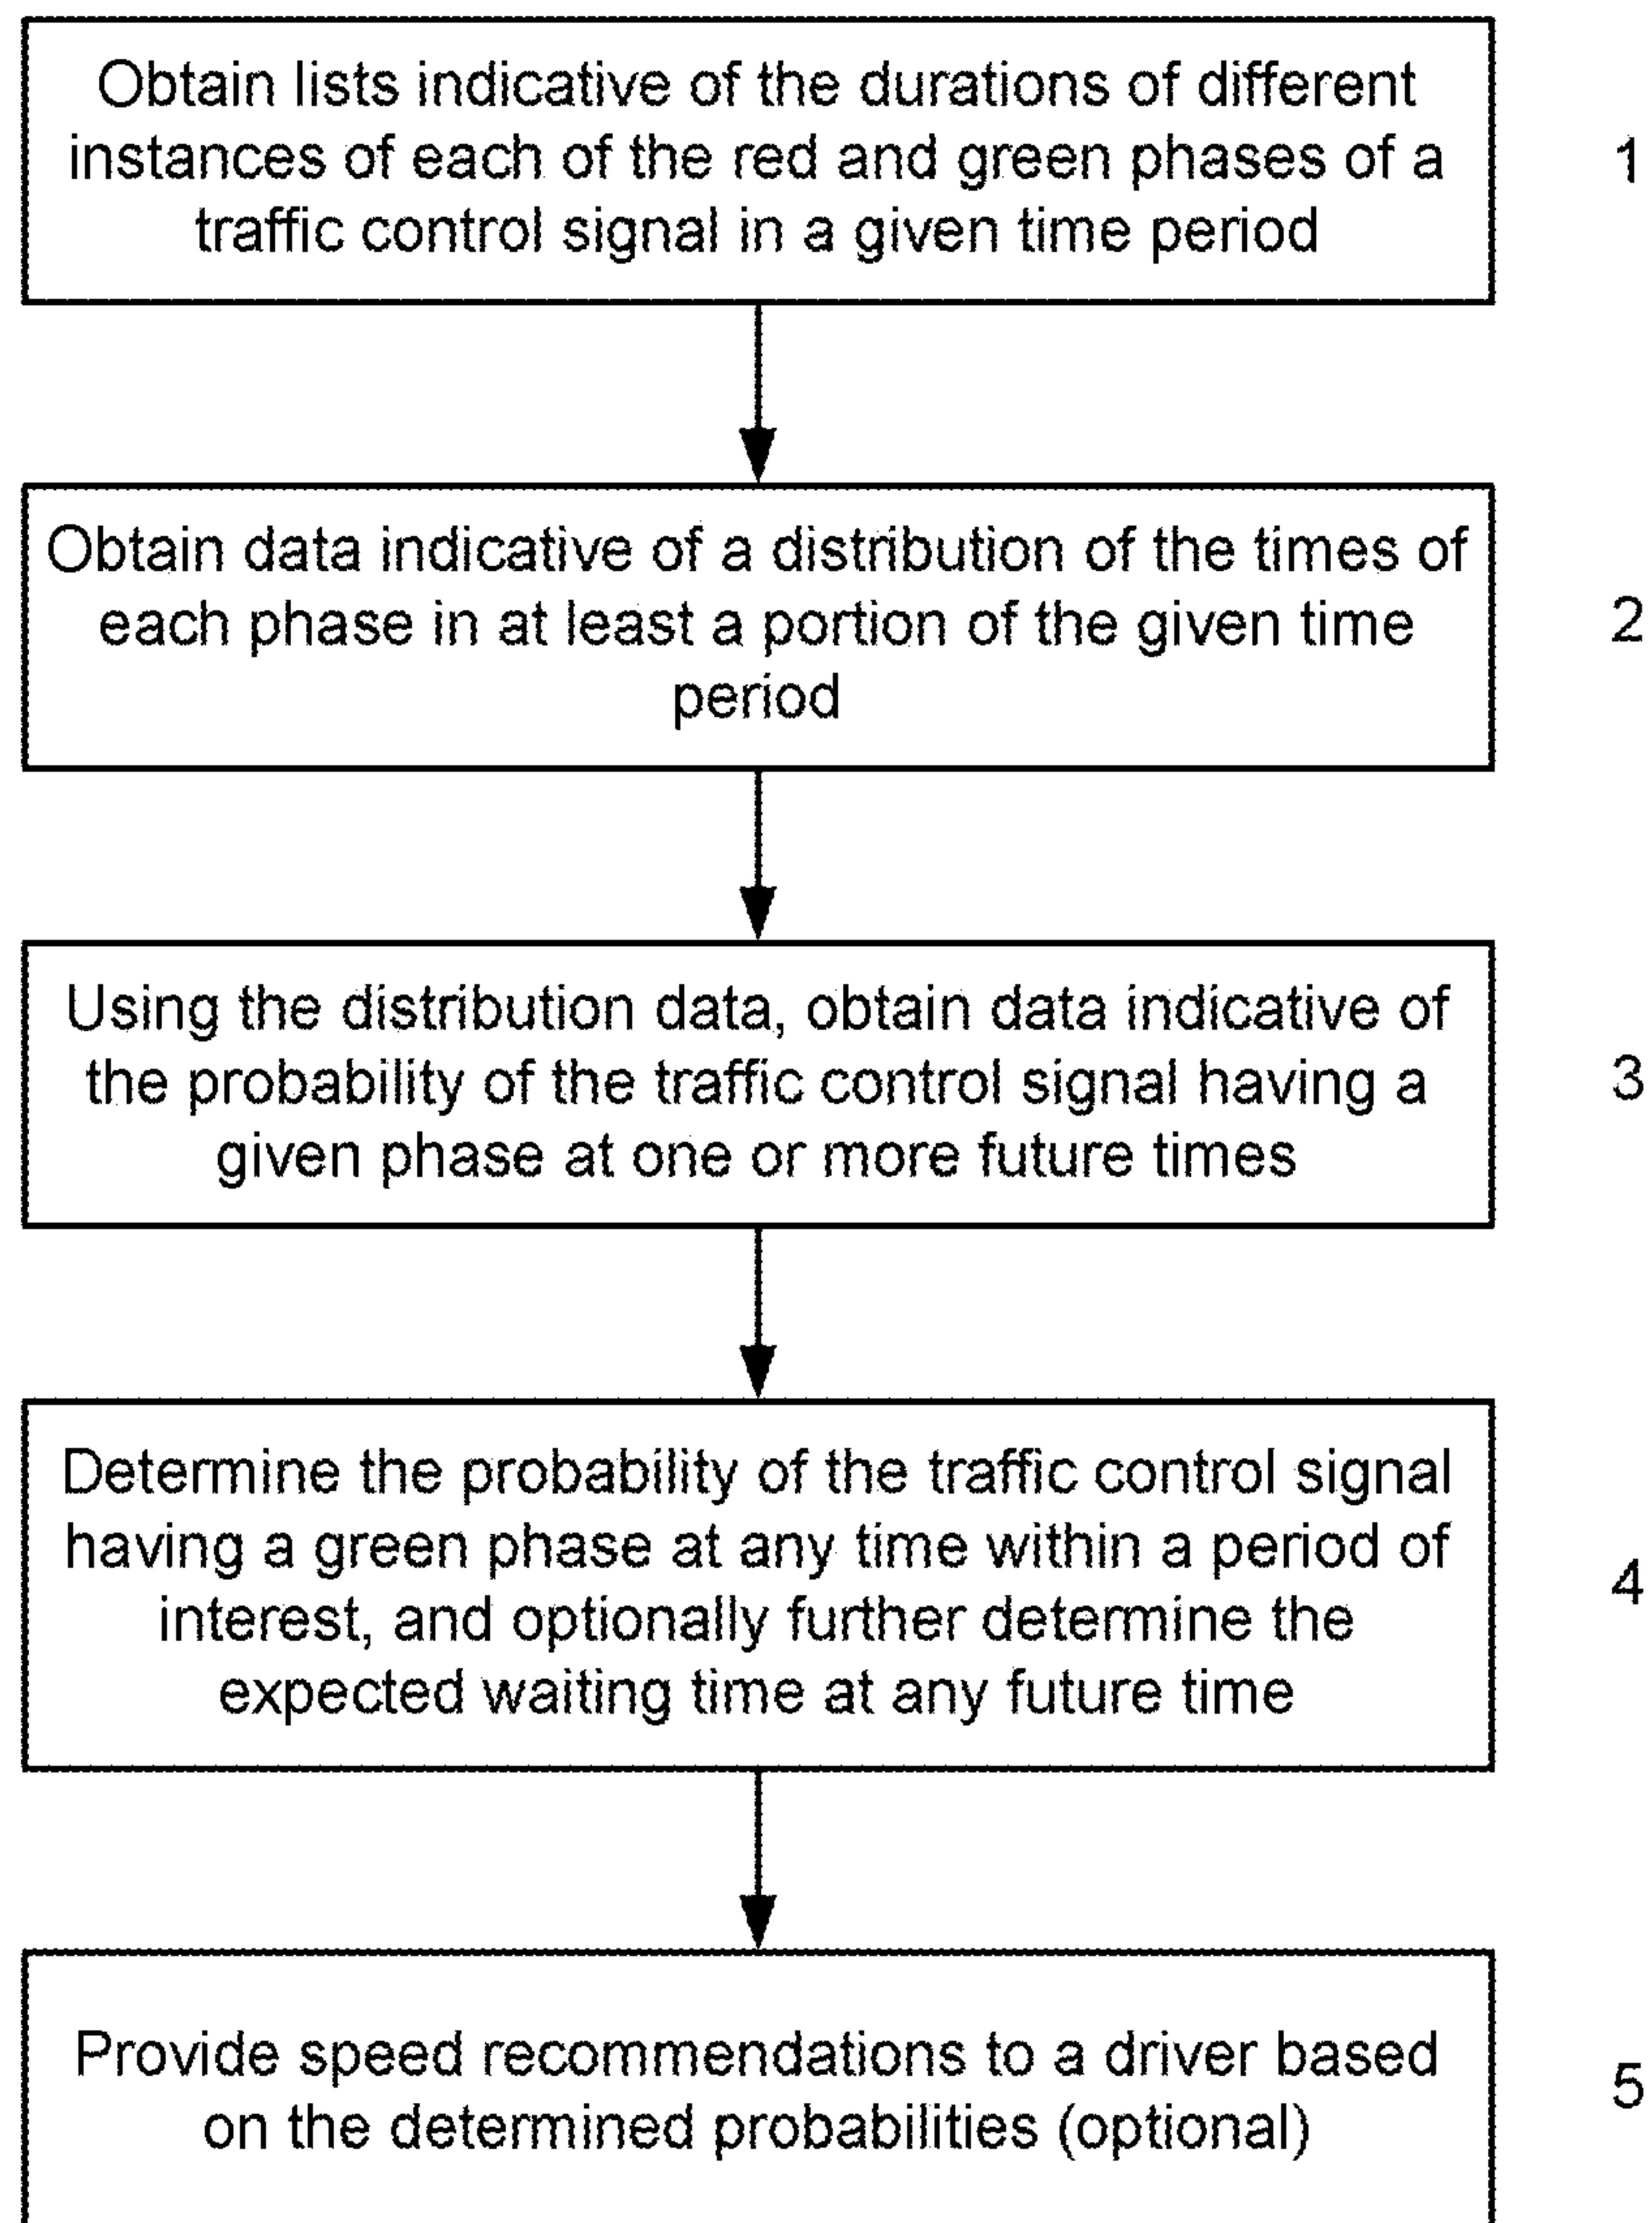 Obtain lists indicative of the durations of different
instances of each of the red and green phases of a
traffic control signal in a given time period
1
Obtain data indicative of a distribution of the times of
each phase in at least a portion of the given time
period
2
Using the distribution data, obtain data indicative of
the probability of the traffic control signal having a
given phase at one or more future times
3
Determine the probability of the traffic control signal
having a green phase at any time within a period of
interest, and optionally further determine the
expected waiting time at any future time
4
Provide speed recommendations to a driver based
on the determined probabilities (optional)
5